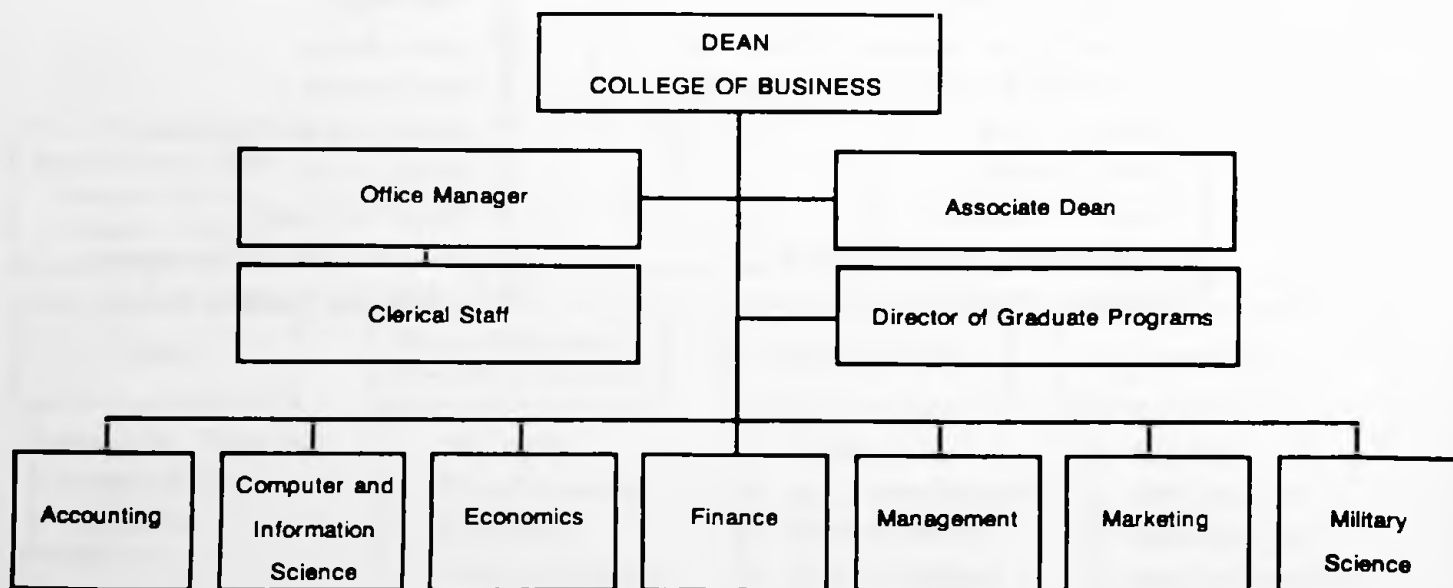 DEAN
COLLEGE OF BUSINESS
Office Manager
Associate Dean
Clerical Staff
Director of Graduate Programs
Accounting
Computer and
Information
Science
Economics
Finance
Management
Marketing
Military
Science